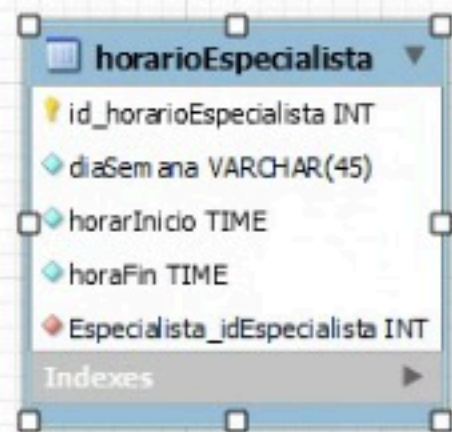 horarioEspecialista
id_horarioEspecialista INT
diaSemana VARCHAR(45)
horarInicio TIME
horaFin TIME
Especialista_idEspecialista INT
Indexes